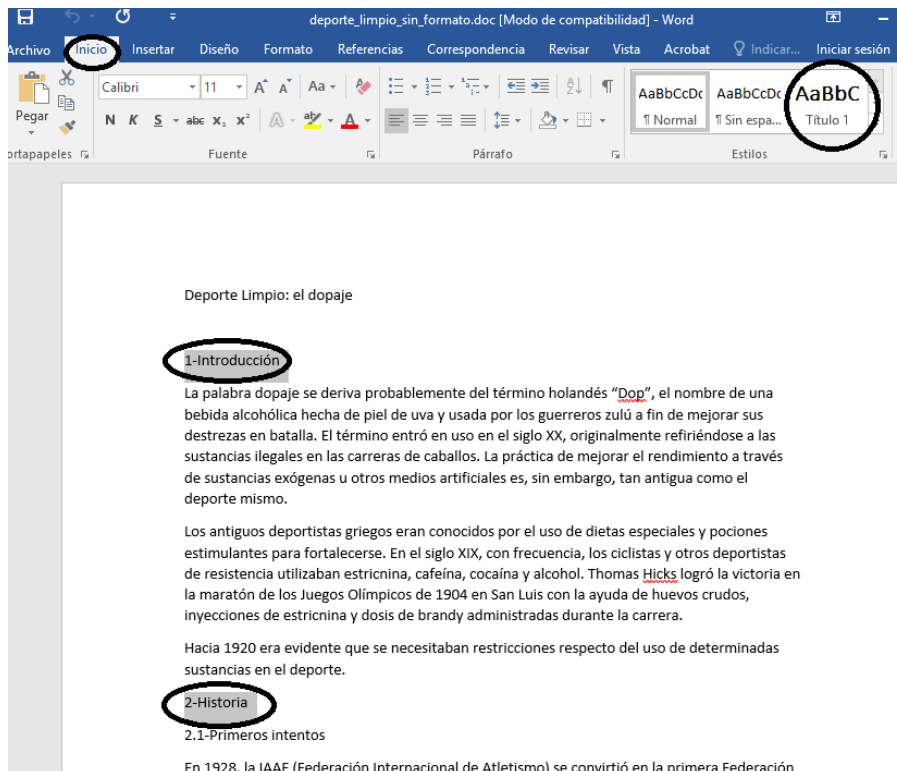 deporte_limpio_sin_formato.doc [Modo de compatibilidad] - Word
Archivo Inicio Insertar Diseño Formato Referencias Correspondencia Revisar Vista Acrobat Indicar... Iniciar sesión
Calibri 11 A A Aa AaBbCcDc AaBbCcDc AaBbC
Pegar N K S abc x₂ x² A aby A ¶ Normal ¶ Sin espa... Título 1
ortapapeles Fuente Párrafo Estilos
Deporte Limpio: el dopaje
1-Introducción
La palabra dopaje se deriva probablemente del término holandés “Dop”, el nombre de una
bebida alcohólica hecha de piel de uva y usada por los guerreros zulú a fin de mejorar sus
destrezas en batalla. El término entró en uso en el siglo XX, originalmente refiriéndose a las
sustancias ilegales en las carreras de caballos. La práctica de mejorar el rendimiento a través
de sustancias exógenas u otros medios artificiales es, sin embargo, tan antigua como el
deporte mismo.
Los antiguos deportistas griegos eran conocidos por el uso de dietas especiales y pociones
estimulantes para fortalecerse. En el siglo XIX, con frecuencia, los ciclistas y otros deportistas
de resistencia utilizaban estricnina, cafeína, cocaína y alcohol. Thomas Hicks logró la victoria en
la maratón de los Juegos Olímpicos de 1904 en San Luis con la ayuda de huevos crudos,
inyecciones de estricnina y dosis de brandy administradas durante la carrera.
Hacia 1920 era evidente que se necesitaban restricciones respecto del uso de determinadas
sustancias en el deporte.
2-Historia
2.1-Primeros intentos
En 1928, la IAAF (Federación Internacional de Atletismo) se convirtió en la primera Federación